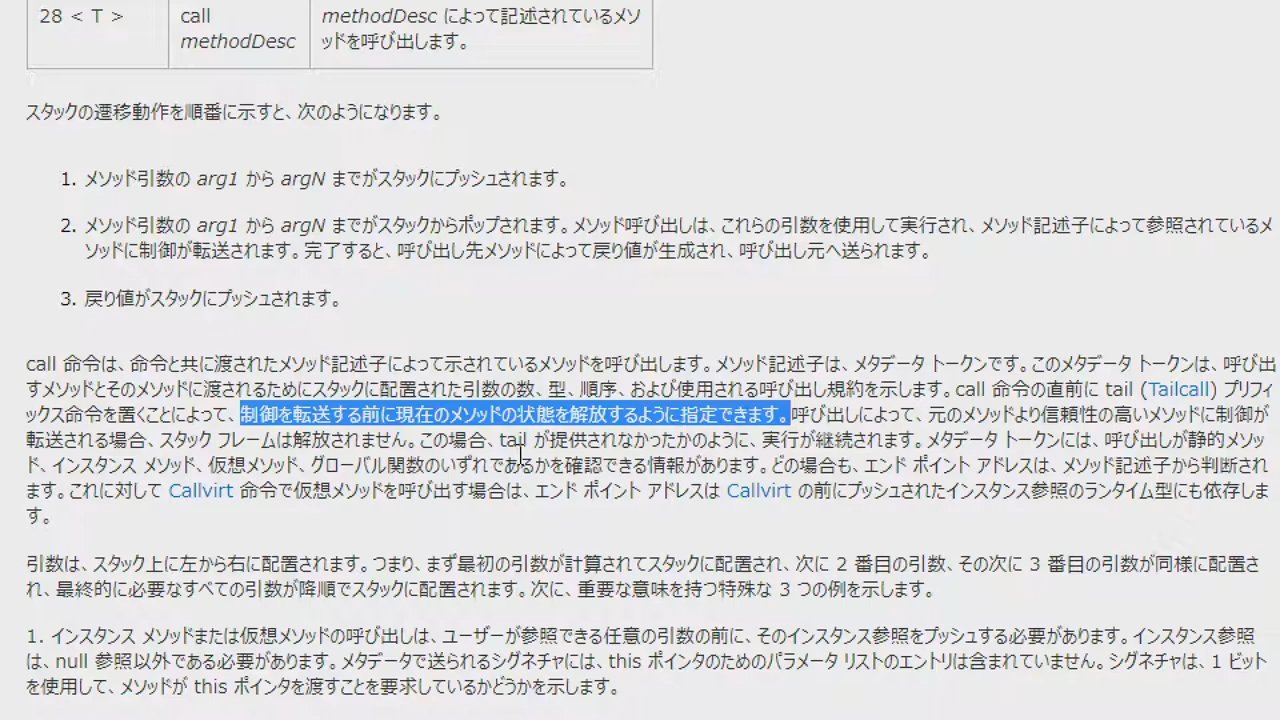 28 < T >
call methodDesc
methodDesc によって記述されているメソ
ッドを呼び出します。
スタックの遷移動作を順番に示すと、次のようになります。
1. メソッド引数の arg1 から argN までがスタックにプッシュされます。
2. メソッド引数の arg1 から argN までがスタックからポップされます。メソッド呼び出しは、これらの引数を使用して実行され、メソッド記述子によって参照されているメ
ソッドに制御が転送されます。完了すると、呼び出し先メソッドによって戻り値が生成され、呼び出し元へ送られます。
3. 戻り値がスタックにプッシュされます。
call 命令は、命令と共に渡されたメソッド記述子によって示されているメソッドを呼び出します。メソッド記述子は、メタデータ トークンです。このメタデータ トークンは、呼び出
すメソッドとそのメソッドに渡されるためにスタックに配置された引数の数、型、順序、および使用される呼び出し規約を示します。call 命令の直前に tail (Tailcall) プリフィ
ックス命令を置くことによって、制御を転送する前に現在のメソッドの状態を解放するように指定できます。呼び出しによって、元のメソッドより信頼性の高いメソッドに制御が
転送される場合、スタック フレームは解放されません。この場合、tail が提供されなかったかのように、実行が継続されます。メタデータ トークンには、呼び出しが静的メソッ
ド、インスタンス メソッド、仮想メソッド、グローバル関数のいずれであるかを確認できる情報があります。どの場合も、エンド ポイント アドレスは、メソッド記述子から判断され
ます。これに対して Callvirt 命令で仮想メソッドを呼び出す場合は、エンド ポイント アドレスは Callvirt の前にプッシュされたインスタンス参照のランタイム型にも依存しま
す。
引数は、スタック上に左から右に配置されます。つまり、まず最初の引数が計算されてスタックに配置され、次に 2 番目の引数、その次に 3 番目の引数が同様に配置さ
れ、最終的に必要なすべての引数が降順でスタックに配置されます。次に、重要な意味を持つ特殊な 3 つの例を示します。
1. インスタンス メソッドまたは仮想メソッドの呼び出しは、ユーザーが参照できる任意の引数の前に、そのインスタンス参照をプッシュする必要があります。インスタンス参照
は、null 参照以外である必要があります。メタデータで送られるシグネチャには、this ポインタのためのパラメータ リストのエントリは含まれていません。シグネチャは、1 ビット
を使用して、メソッドが this ポインタを渡すことを要求しているかどうかを示します。